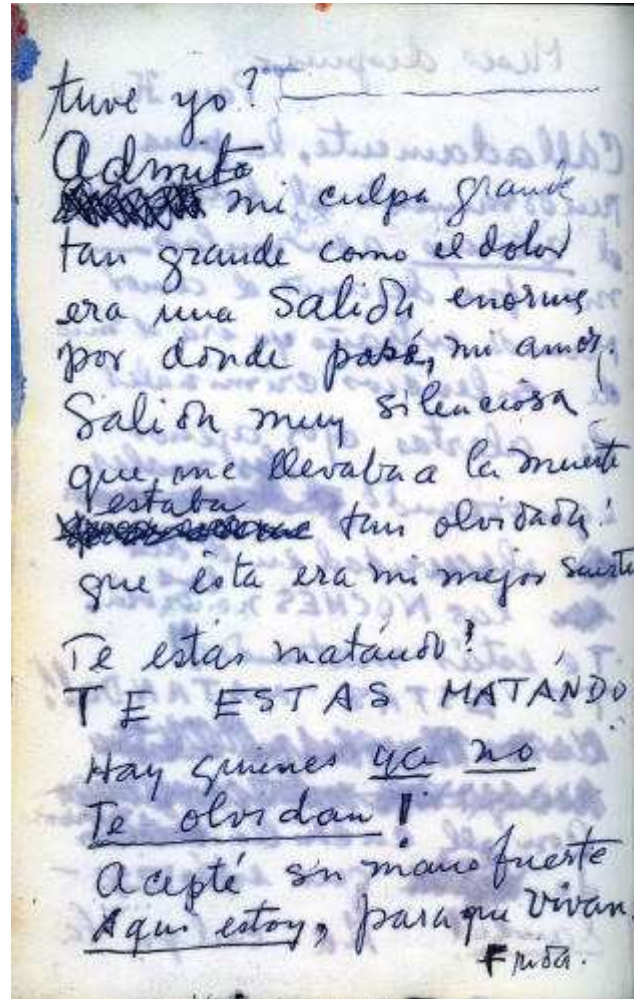 tuve yo?
Admito
mi culpa grande
tan grande como el dolor
era una Salida enorme
por donde pasé, mi amor.
Salida muy silenciosa
que me llevaba a la muerte
estaba
tan olvidada!
que ésta era mi mejor suerte
Te estás matando!
TE ESTAS MATANDO
Hay quienes ya no
Te olvidan!
Acepté su mano fuerte
Aqui estoy, para que vivan.
Frida.